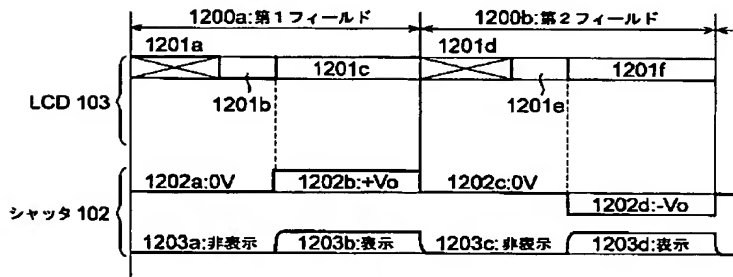 1200a:第1フィールド
1200b:第2フィールド
1201a
1201d
1201c
1201f
1201b
1201e
LCD 103
1202a:0V
1202b:+Vo
1202c:0V
1202d:-Vo
シャッタ 102
1203a:非表示
1203b:表示
1203c:非表示
1203d:表示